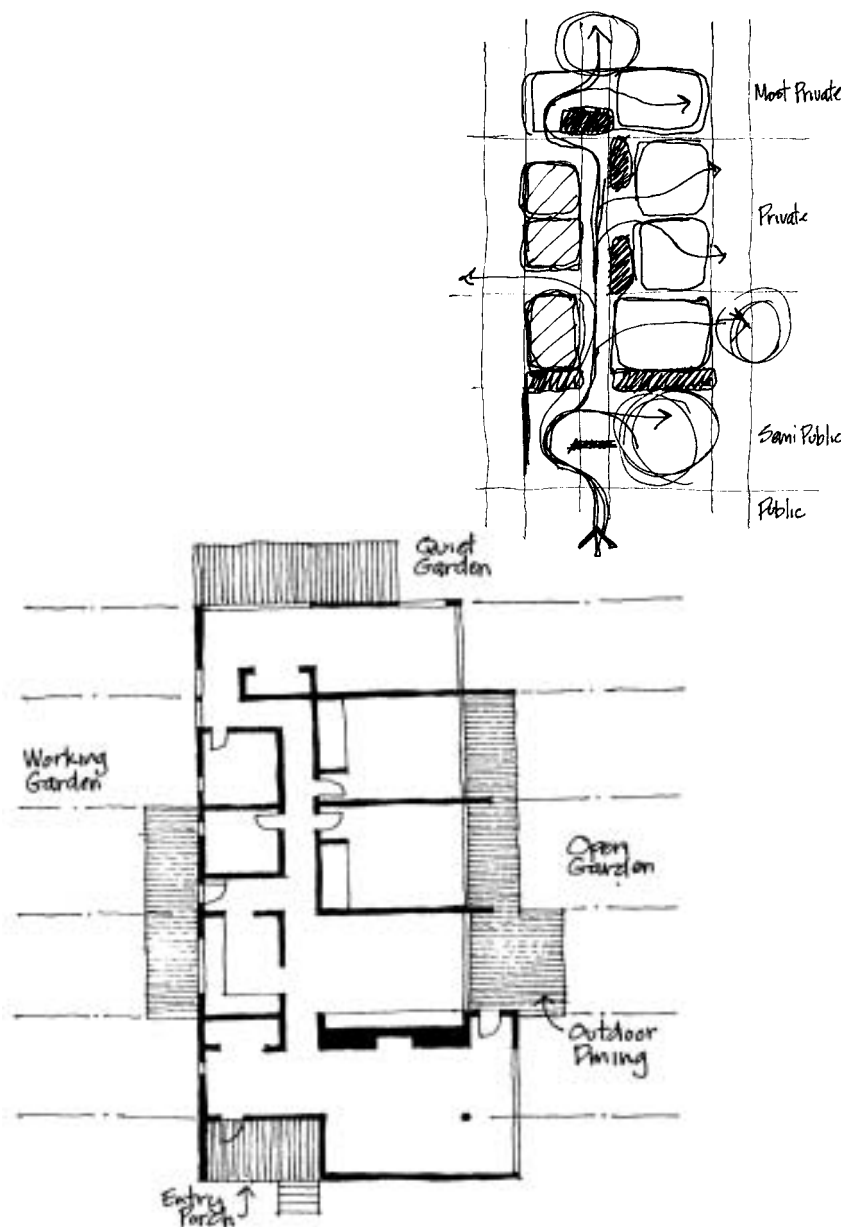 Most Private
Private
Semi Public
Public
Quiet
Garden
Working
Garden
Open
Garden
Outdoor
Dining
Entry
Porch